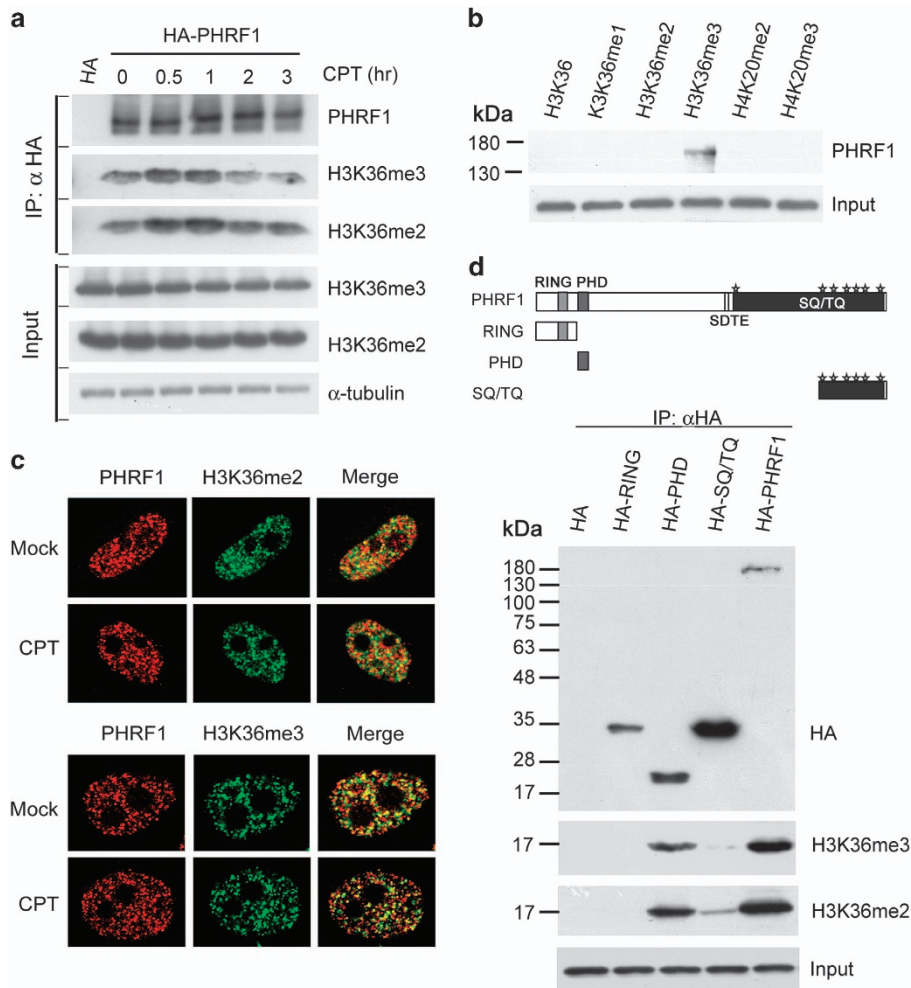 a
HA-PHRF1
HA 0 0.5 1 2 3 CPT (hr)
IP: α HA
PHRF1
H3K36me3
H3K36me2
Input
H3K36me3
H3K36me2
α-tubulin
b
H3K36 K3K36me1 H3K36me2 H3K36me3 H4K20me2 H4K20me3
kDa
180
130
PHRF1
Input
c
PHRF1 H3K36me2 Merge
Mock
CPT
PHRF1 H3K36me3 Merge
Mock
CPT
d
RING PHD
PHRF1 SQ/TQ
SDTE
RING
PHD
SQ/TQ
IP: αHA
HA HA-RING HA-PHD HA-SQ/TQ HA-PHRF1
kDa
180
130
100
75
63
48
35
28
17
HA
17 H3K36me3
17 H3K36me2
Input